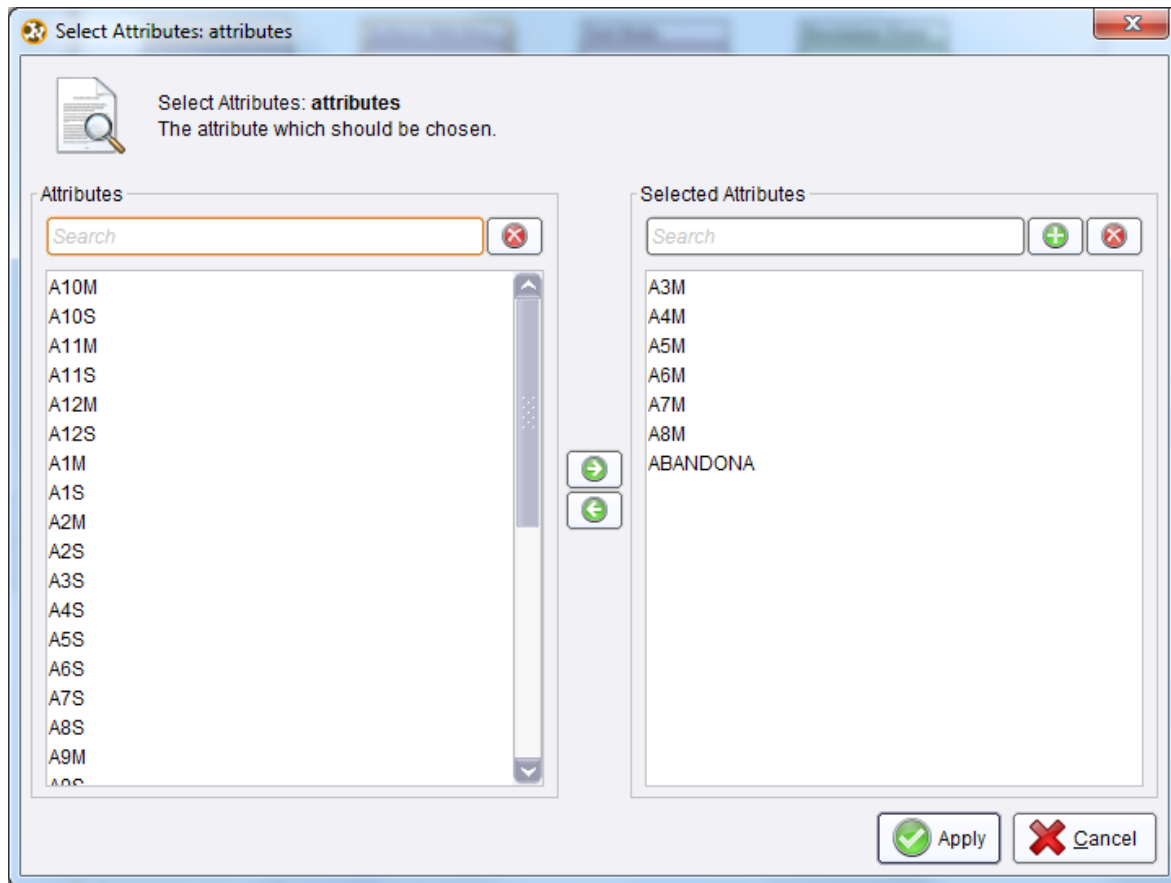 Select Attributes: attributes
Select Attributes: attributes
The attribute which should be chosen.
Attributes
Search
A10M
A10S
A11M
A11S
A12M
A12S
A1M
A1S
A2M
A2S
A3S
A4S
A5S
A6S
A7S
A8S
A9M
A9S
Selected Attributes
Search
A3M
A4M
A5M
A6M
A7M
A8M
ABANDONA
Apply
Cancel